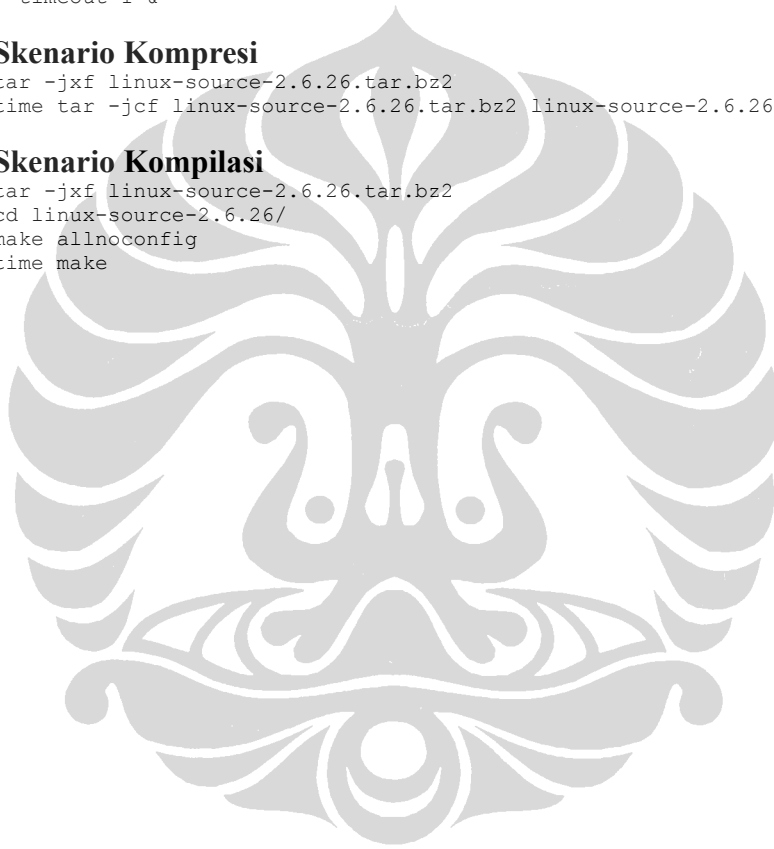 Skenario Kompresi
tar -jxf linux-source-2.6.26.tar.bz2
time tar -jcf linux-source-2.6.26.tar.bz2 linux-source-2.6.26
Skenario Kompilasi
tar -jxf linux-source-2.6.26.tar.bz2
cd linux-source-2.6.26/
make allnoconfig
time make